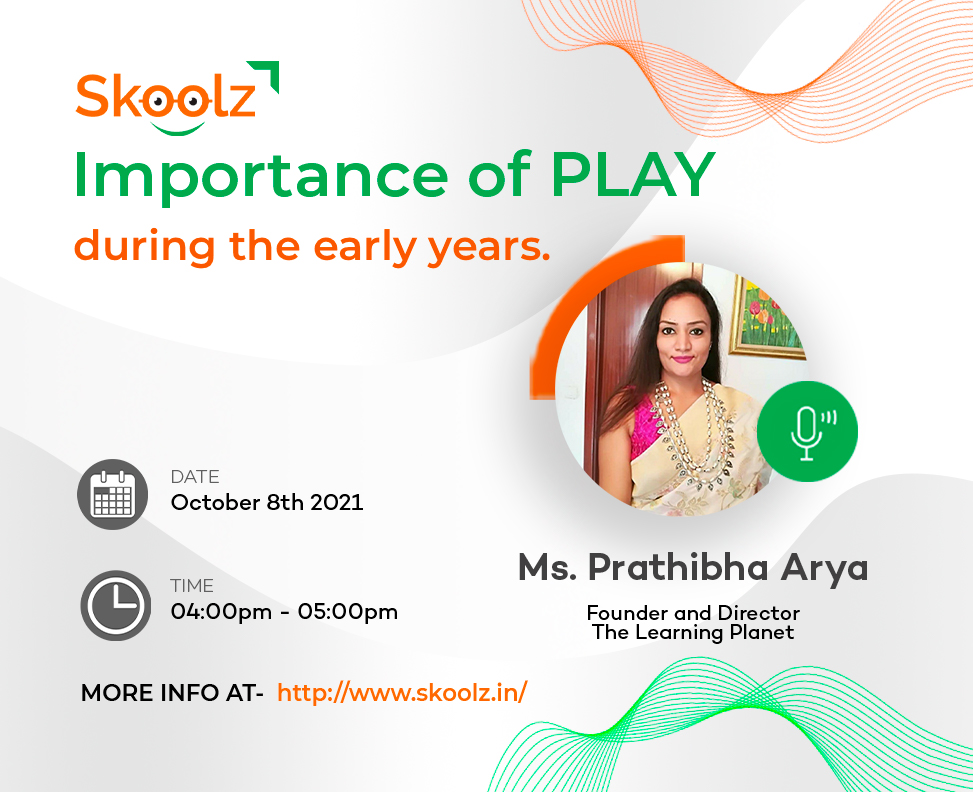 Skoolz
Importance of PLAY
during the early years.
DATE
October 8th 2021
TIME
04:00pm - 05:00pm
Ms. Prathibha Arya
Founder and Director
The Learning Planet
MORE INFO AT- http://www.skoolz.in/